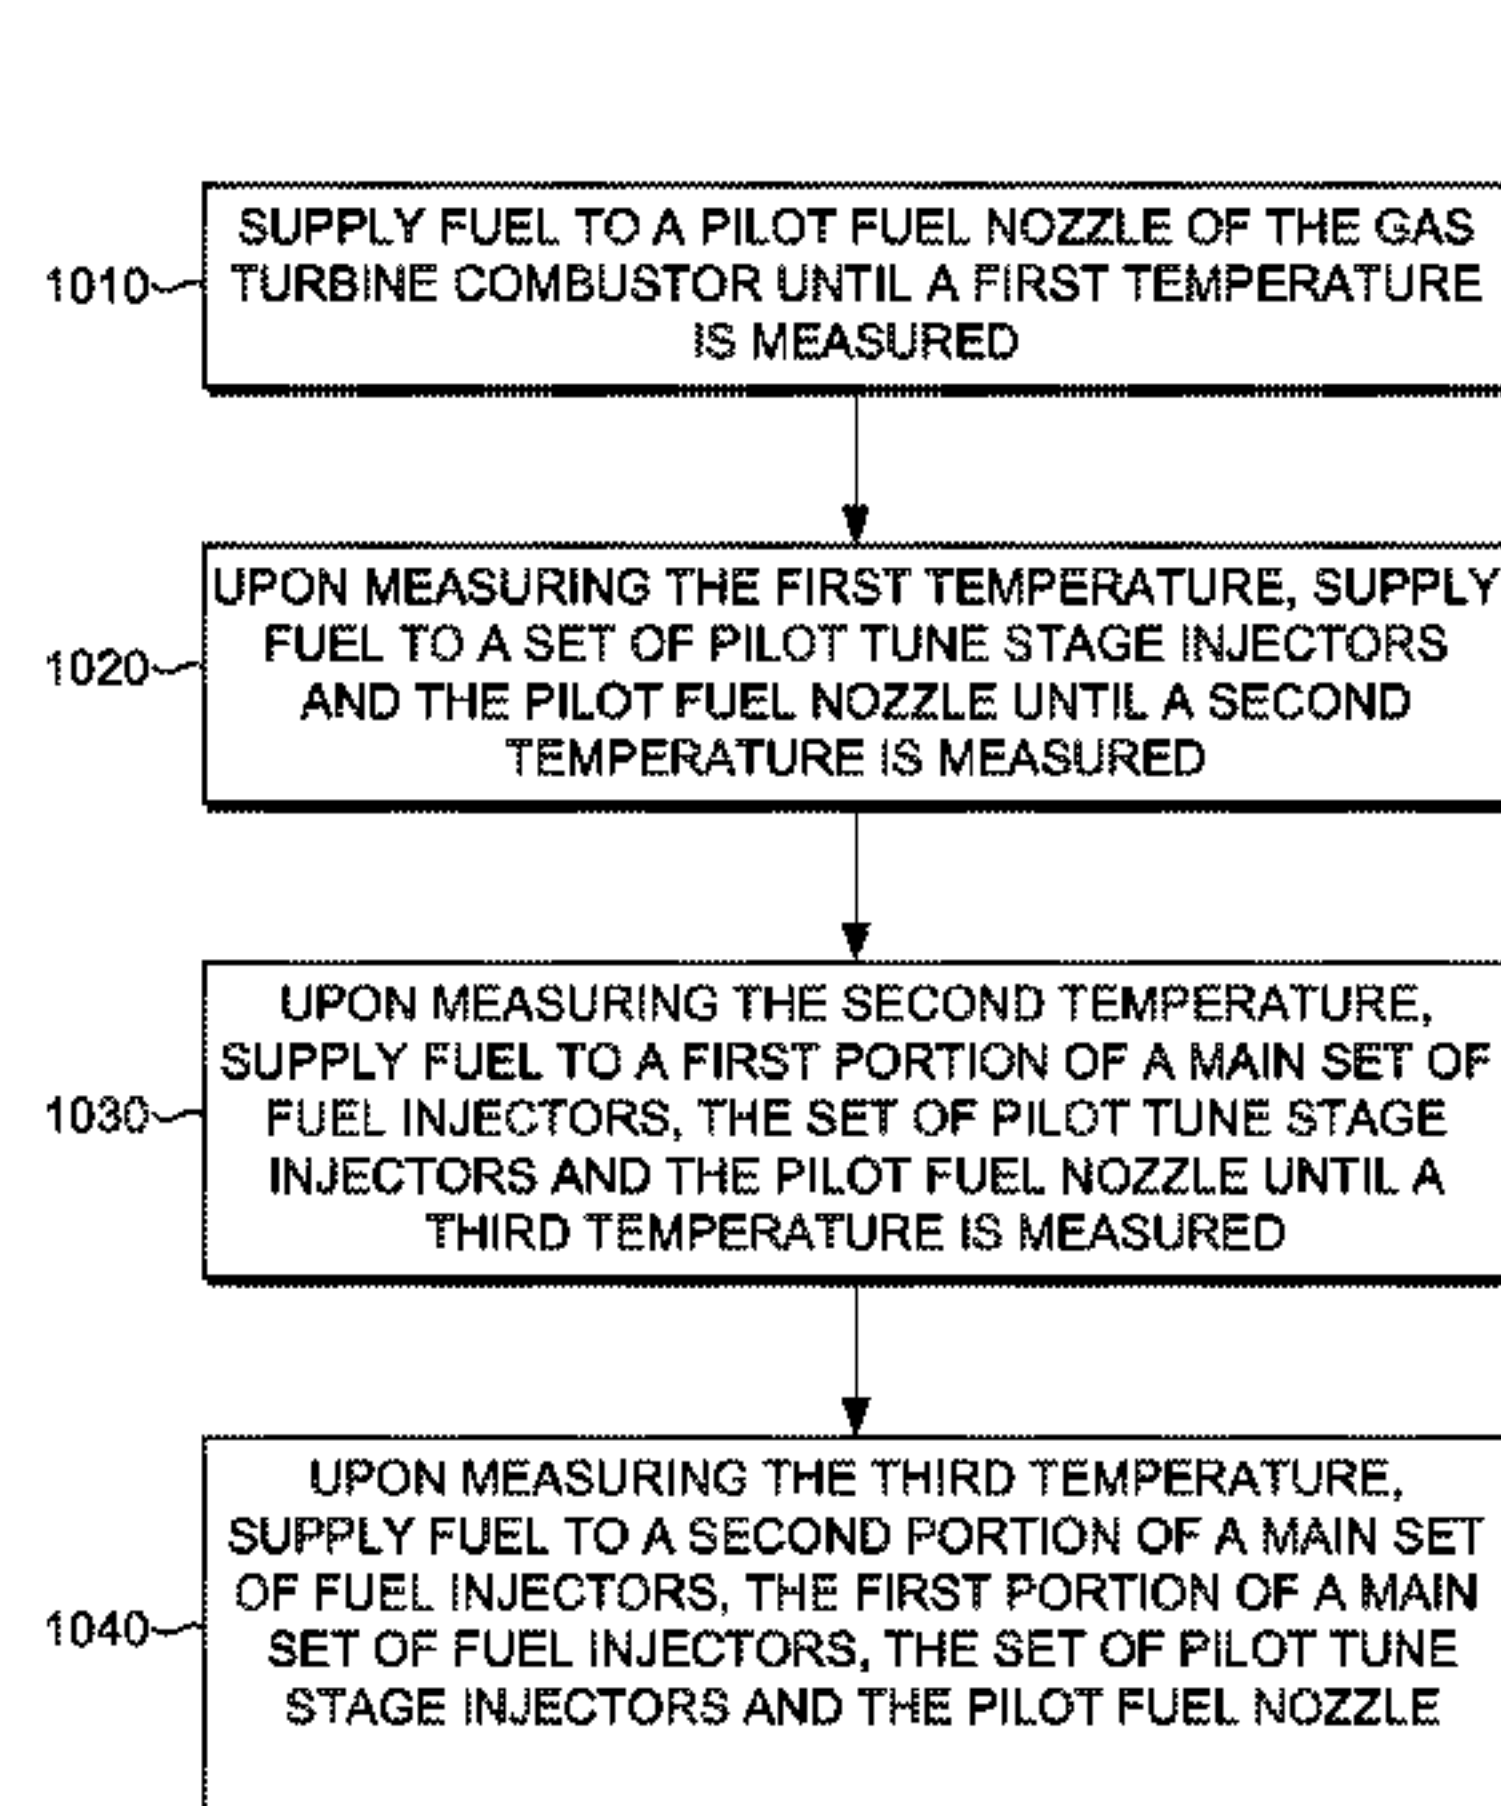 SUPPLY FUEL TO A PILOT FUEL NOZZLE OF THE GAS
1010
TURBINE COMBUSTOR UNTIL A FIRST TEMPERATURE
IS MEASURED
UPON MEASURING THE FIRST TEMPERATURE, SUPPLY
FUEL TO A SET OF PILOT TUNE STAGE INJECTORS
1020
AND THE PILOT FUEL NOZZLE UNTIL A SECOND
TEMPERATURE IS MEASURED
UPON MEASURING THE SECOND TEMPERATURE,
SUPPLY FUEL TO A FIRST PORTION OF A MAIN SET OF
1030
FUEL INJECTORS, THE SET OF PILOT TUNE STAGE
INJECTORS AND THE PILOT FUEL NOZZLE UNTIL A
THIRD TEMPERATURE IS MEASURED
UPON MEASURING THE THIRD TEMPERATURE,
SUPPLY FUEL TO A SECOND PORTION OF A MAIN SET
OF FUEL INJECTORS, THE FIRST PORTION OF A MAIN
1040
SET OF FUEL INJECTORS, THE SET OF PILOT TUNE
STAGE INJECTORS AND THE PILOT FUEL NOZZLE